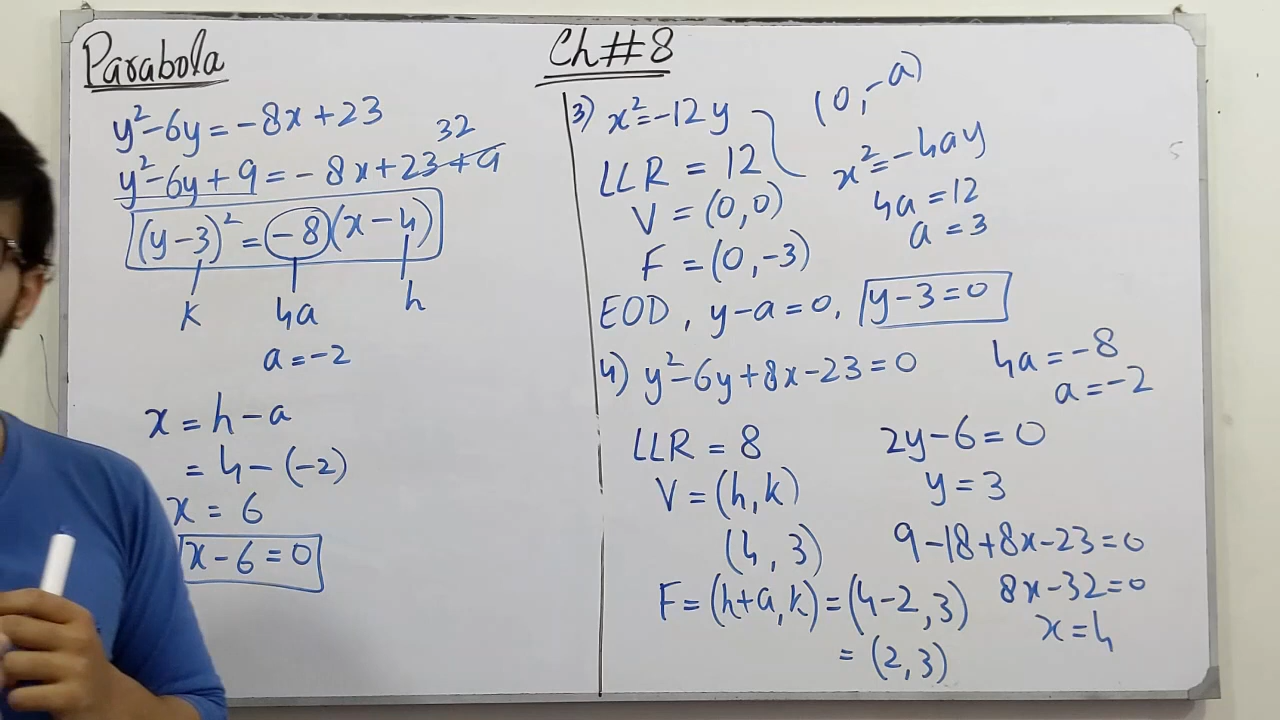 Parabola
Ch#8
y²-6y = -8x+23
32
y²-6y+9 = -8x+23+9
(y-3)² = -8(x-4)
k
4a
h
a = -2
x = h-a
= 4-(-2)
x = 6
x-6=0
3) x²=-12y
(0,-a)
LLR = 12
x²=-4ay
V = (0,0)
4a = 12
F = (0,-3)
a = 3
EOD, y-a=0, y-3=0
4) y²-6y+8x-23=0
4a = -8
a = -2
LLR = 8
2y-6=0
V = (h,k)
y = 3
(4,3)
9-18+8x-23=0
F = (h+a,k) = (4-2,3)
8x-32=0
= (2,3)
x = 4